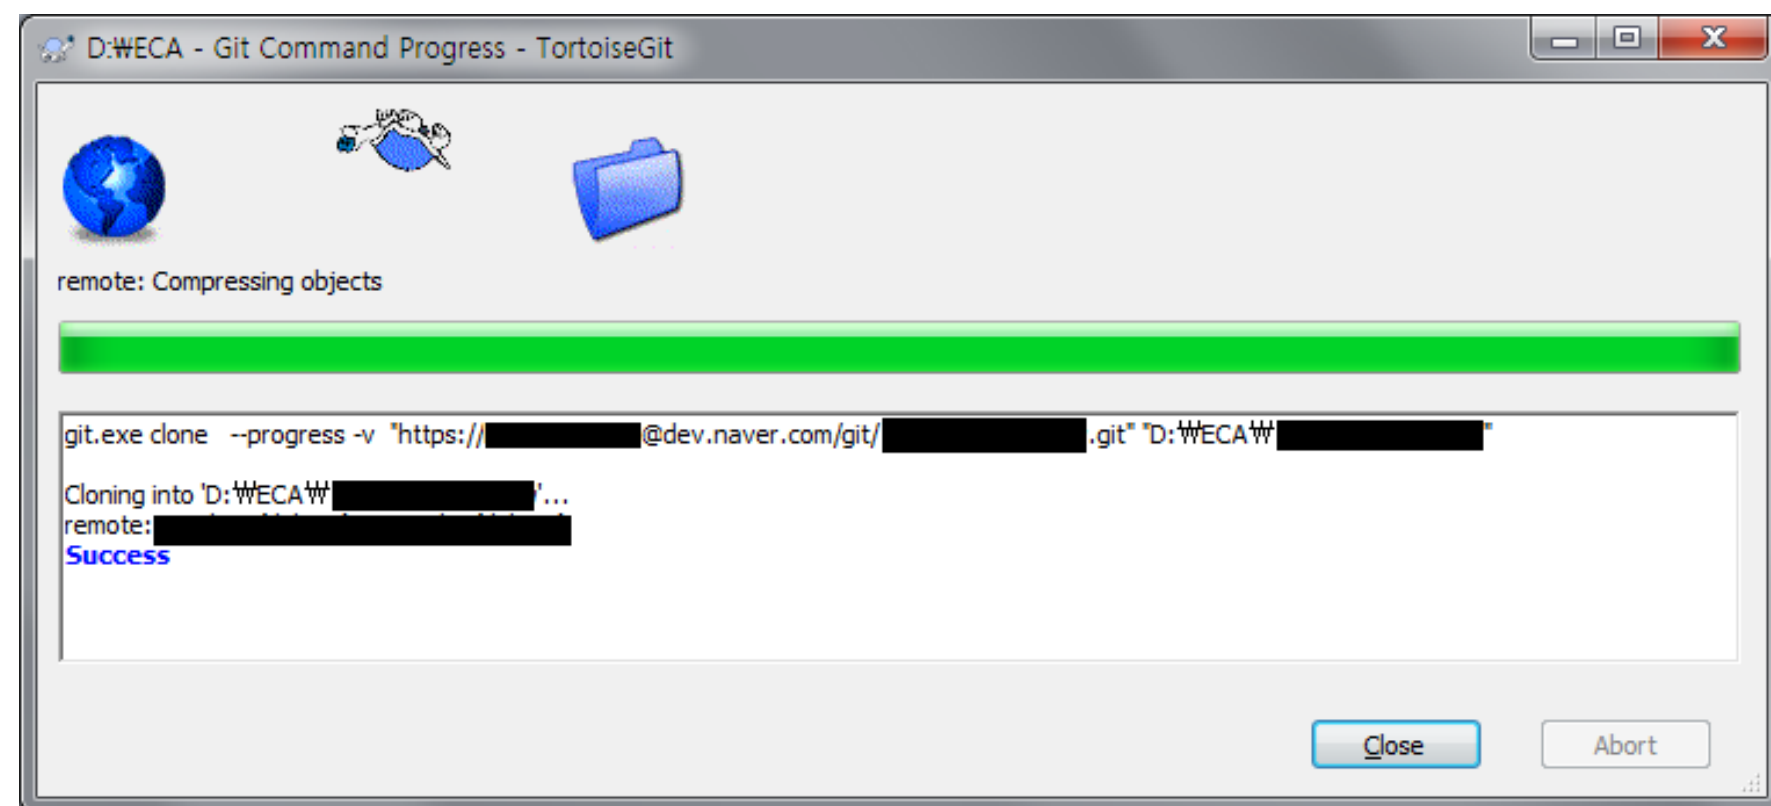 D:₩ECA - Git Command Progress - TortoiseGit
remote: Compressing objects
git.exe clone --progress -v "https:// @dev.naver.com/git/ .git" "D:₩ECA₩ "
Cloning into 'D:₩ECA₩ '...
remote:
Success
Close Abort